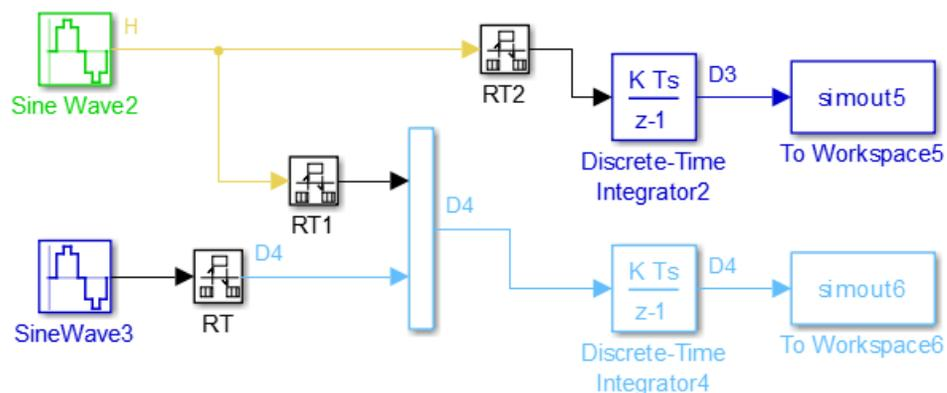 H
Sine Wave2
RT2
K Ts
z-1
D3
simout5
To Workspace5
Discrete-Time
Integrator2
RT1
D4
SineWave3
RT
D4
K Ts
z-1
D4
simout6
To Workspace6
Discrete-Time
Integrator4